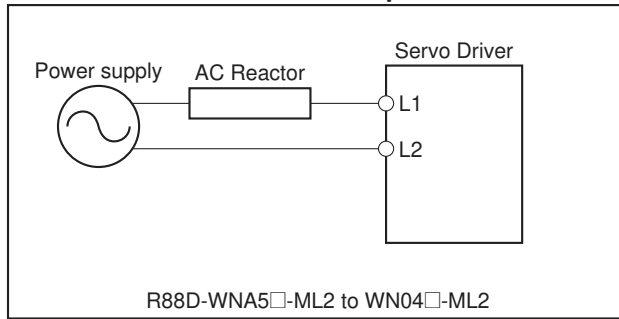 Servo Driver
Power supply
AC Reactor
L1
L2
R88D-WNA5□-ML2 to WN04□-ML2